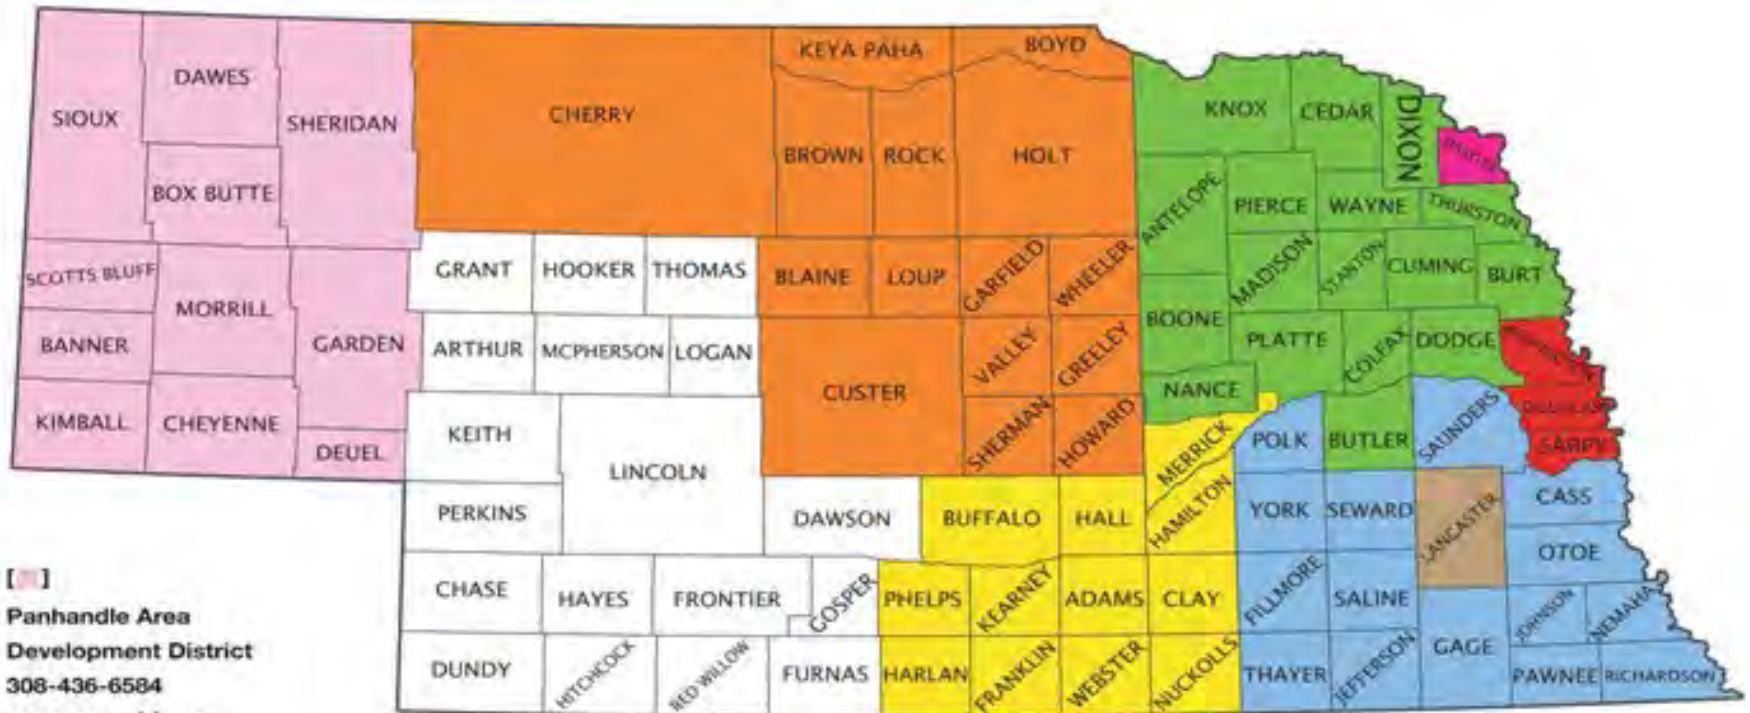 KEYA PAHA
BOYD
DAWES
SIOUX
SHERIDAN
CHERRY
KNOX
CEDAR
DIXON
BROWN
ROCK
HOLT
BOX BUTTE
ANTELOPE
PIERCE
WAYNE
THURSTON
SCOTTS BLUFF
GRANT
HOOKER
THOMAS
BLAINE
LOUP
GARFIELD
WHEELER
MADISON
STANTON
CUMING
BURT
MORRILL
BOONE
BANNER
GARDEN
ARTHUR
MCPHERSON
LOGAN
VALLEY
GREELEY
PLATTE
COLFAX
DODGE
CUSTER
NANCE
KIMBALL
CHEYENNE
KEITH
SHERMAN
HOWARD
MERRICK
POLK
BUTLER
SAUNDERS
SARPY
DEUEL
LINCOLN
PERKINS
DAWSON
BUFFALO
HALL
HAMILTON
YORK
SEWARD
LANCASTER
CASS
OTOE
CHASE
HAYES
FRONTIER
GOSPER
PHELPS
KEARNEY
ADAMS
CLAY
FILLMORE
SALINE
JOHNSON
NEMAHA
DUNDY
HITCHCOCK
RED WILLOW
FURNAS
HARLAN
FRANKLIN
WEBSTER
NUCKOLLS
THAYER
JEFFERSON
GAGE
PAWNEE
RICHARDSON
[ ]
Panhandle Area
Development District
308-436-6584